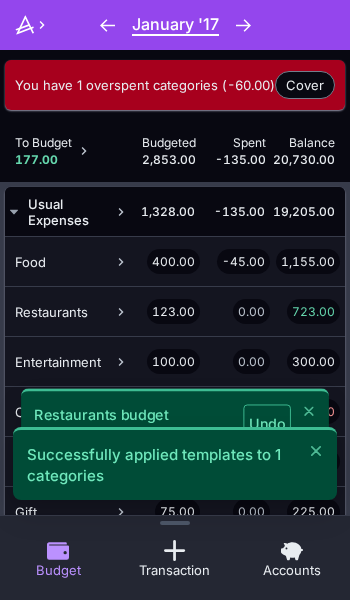 January '17
You have 1 overspent categories (-60.00) Cover
To Budget Budgeted Spent Balance
177.00 2,853.00 -135.00 20,730.00
Usual Expenses 1,328.00 -135.00 19,205.00
Food 400.00 -45.00 1,155.00
Restaurants 123.00 0.00 723.00
Entertainment 100.00 0.00 300.00
Restaurants budget Undo
Successfully applied templates to 1
categories
Gift 75.00 0.00 225.00
Budget Transaction Accounts